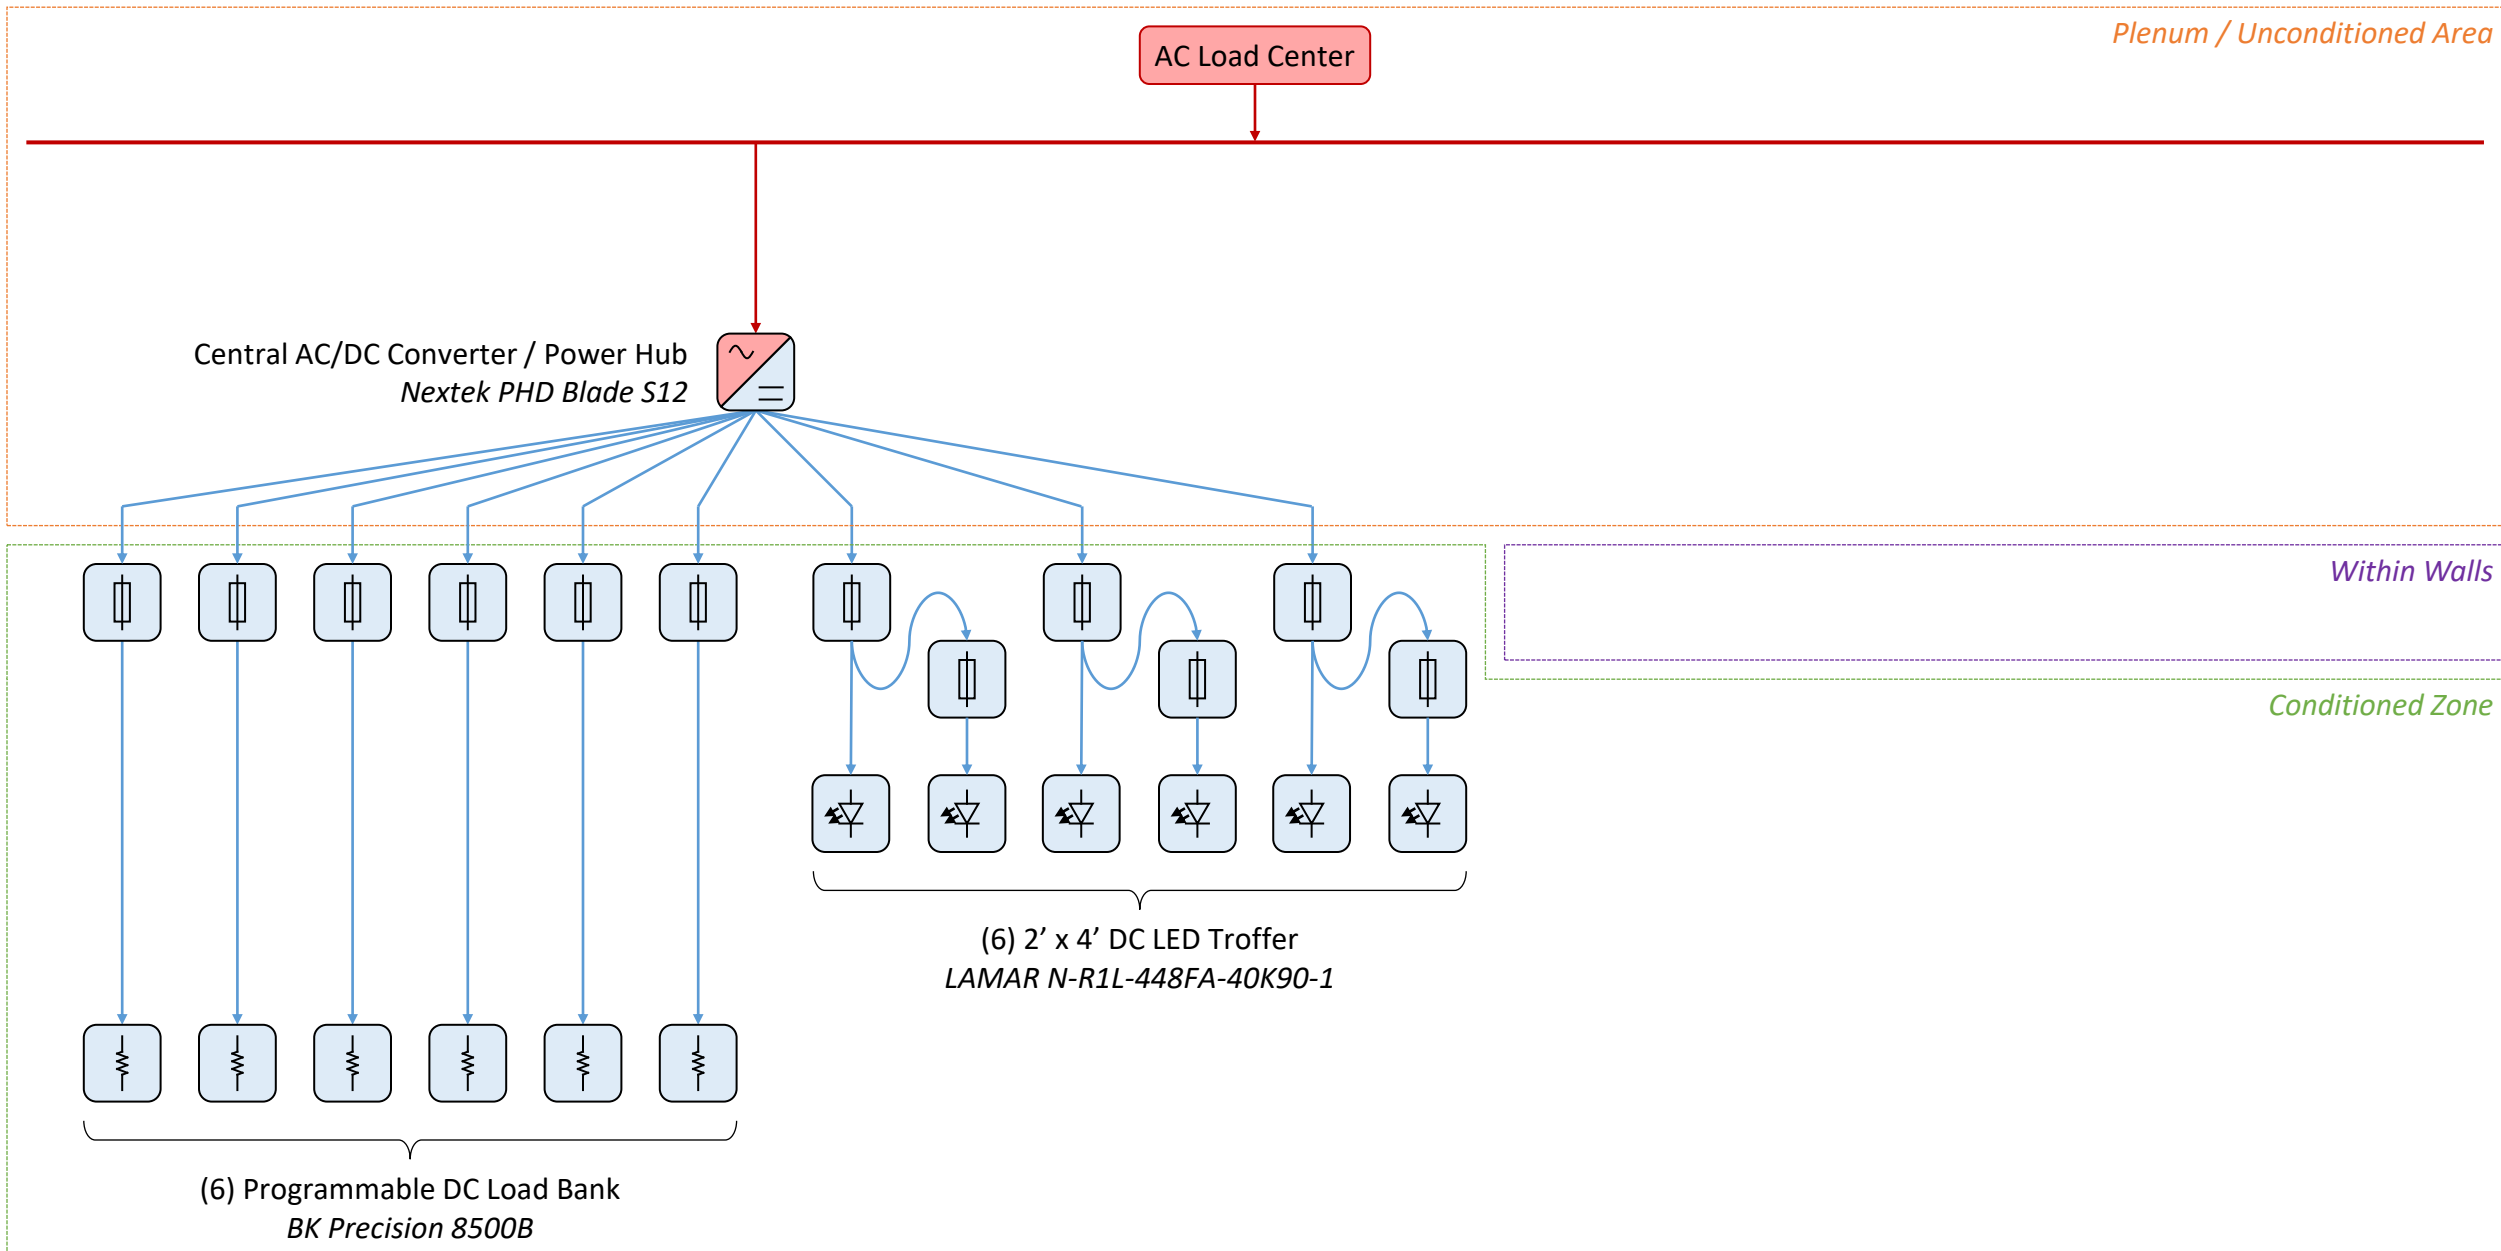 Plenum / Unconditioned Area
AC Load Center
Central AC/DC Converter / Power Hub
Nextek PHD Blade S12
Within Walls
Conditioned Zone
(6) 2’ x 4’ DC LED Troffer
LAMAR N-R1L-448FA-40K90-1
(6) Programmable DC Load Bank
BK Precision 8500B